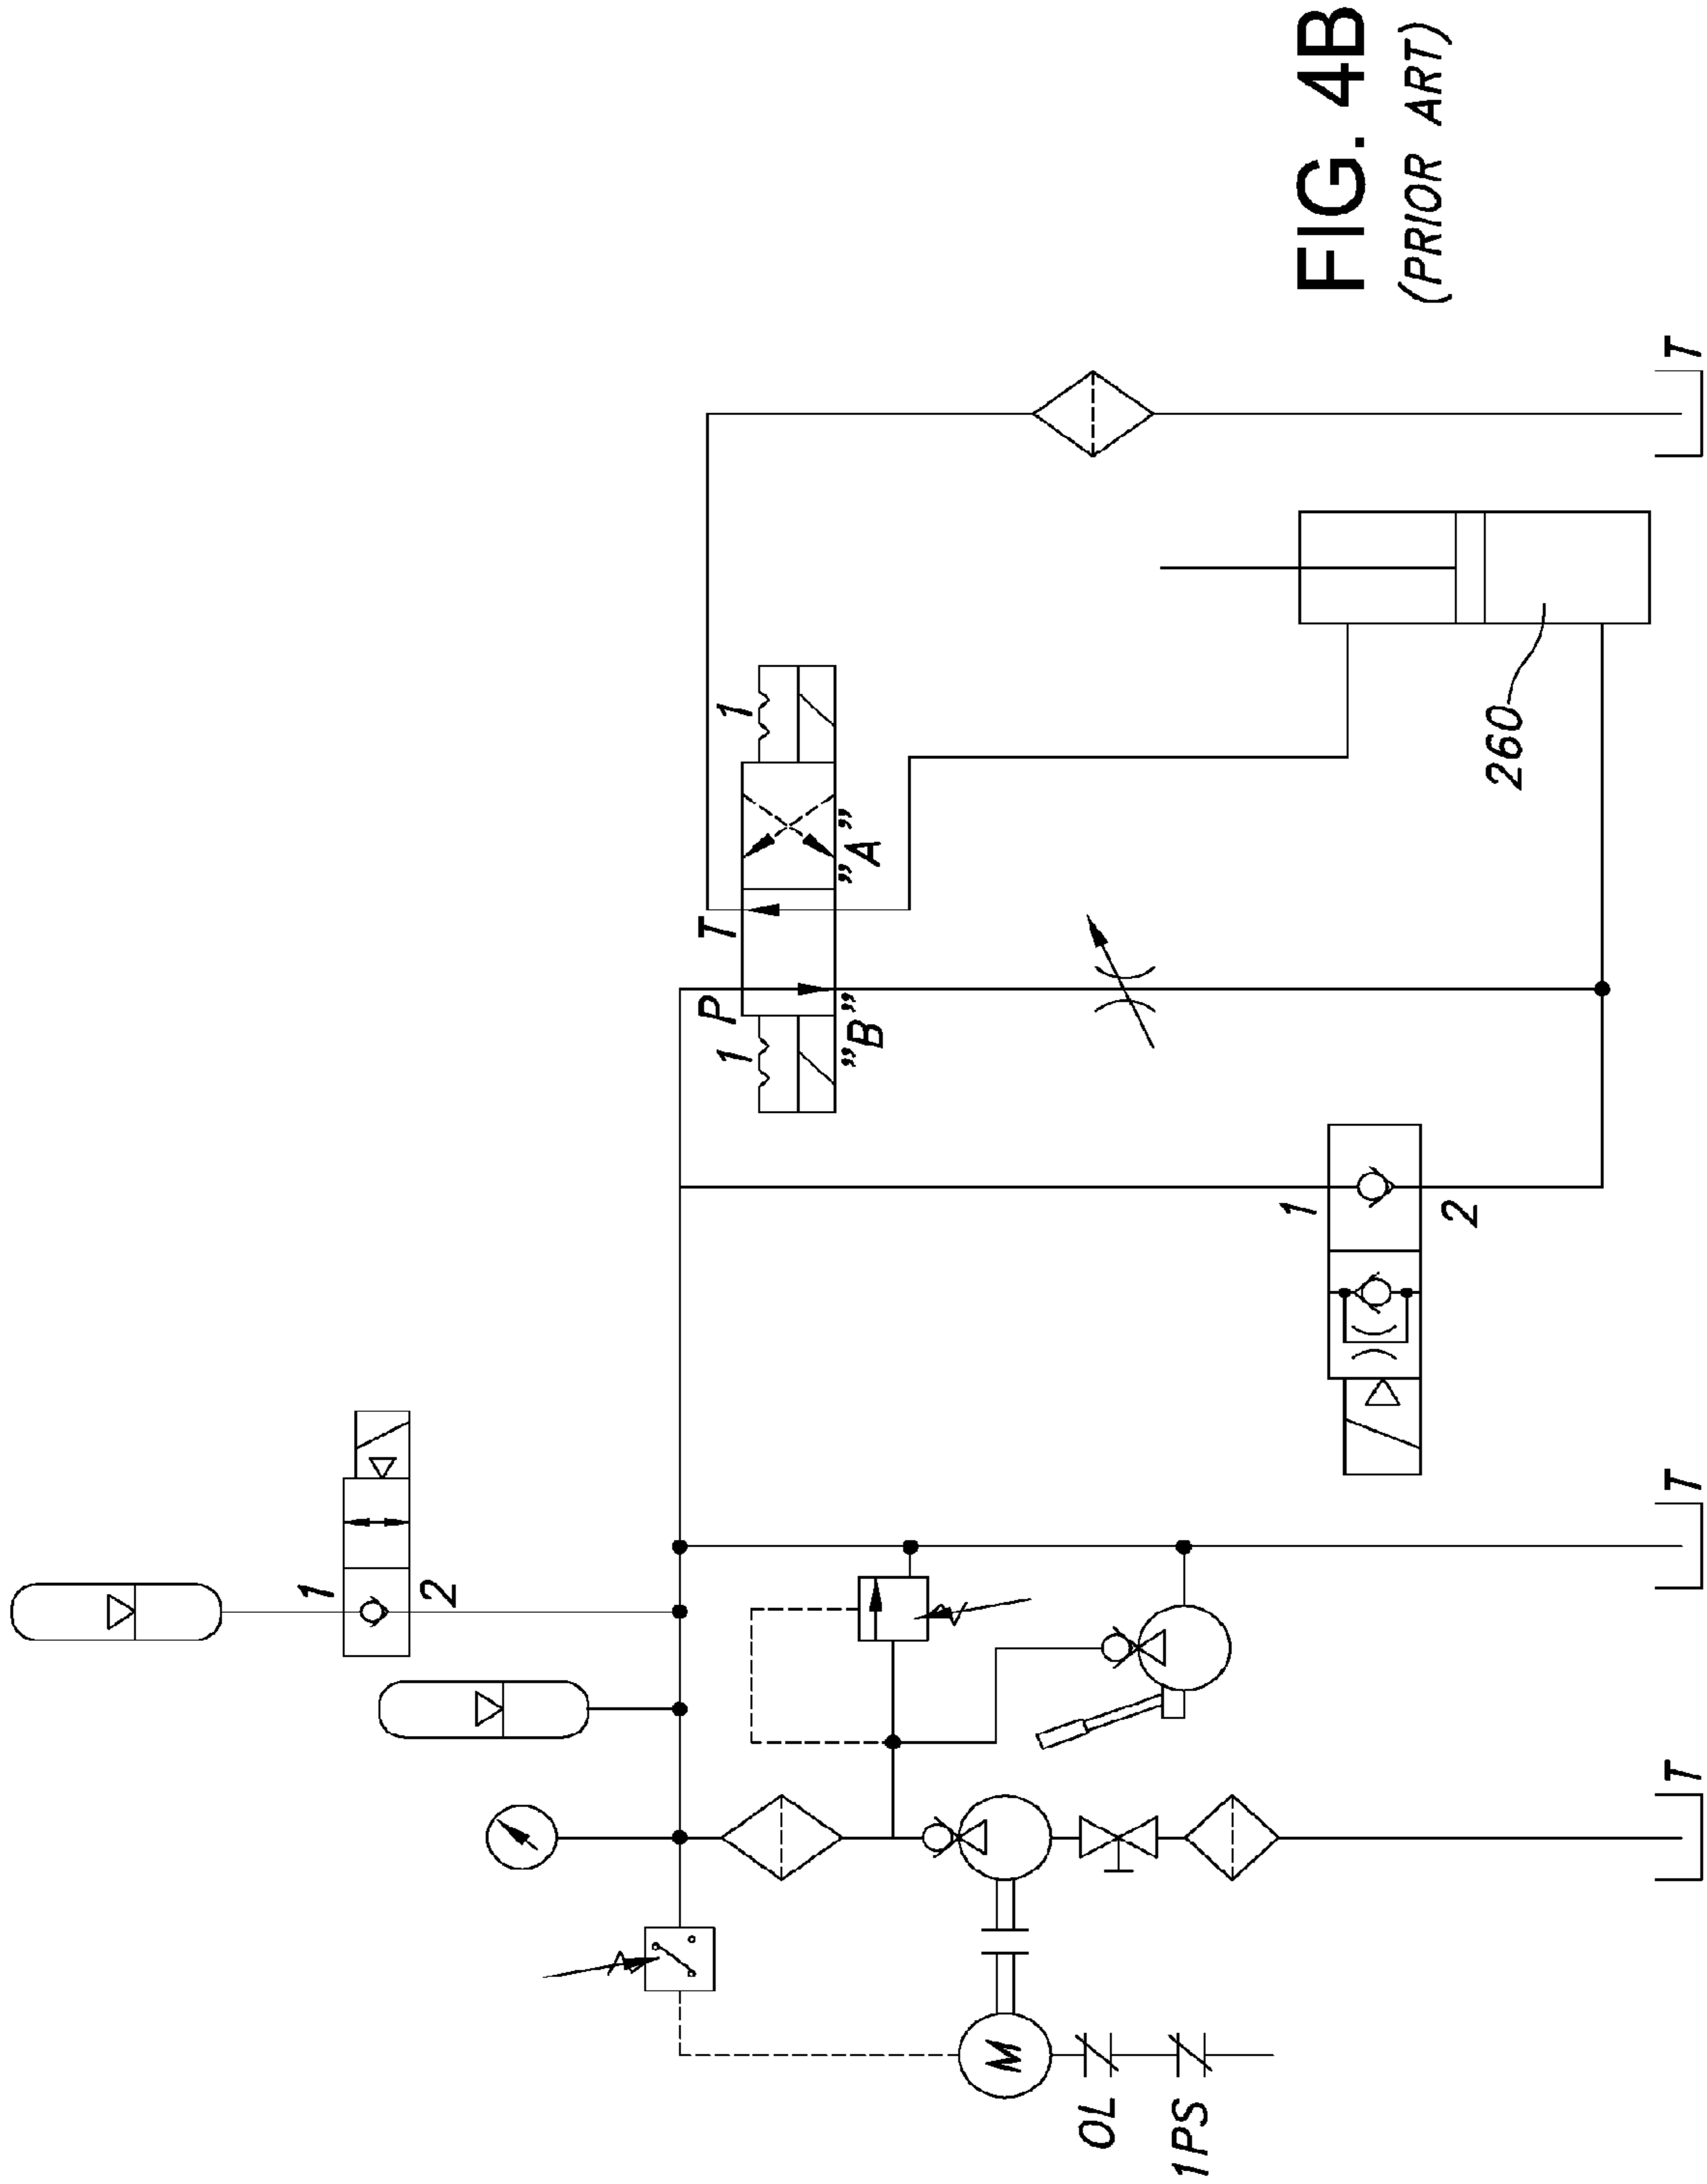 1
2
1 P T 1
”B” ”A”
M
OL
1PS
1
2
260
FIG. 4B
(PRIOR ART)
T T T